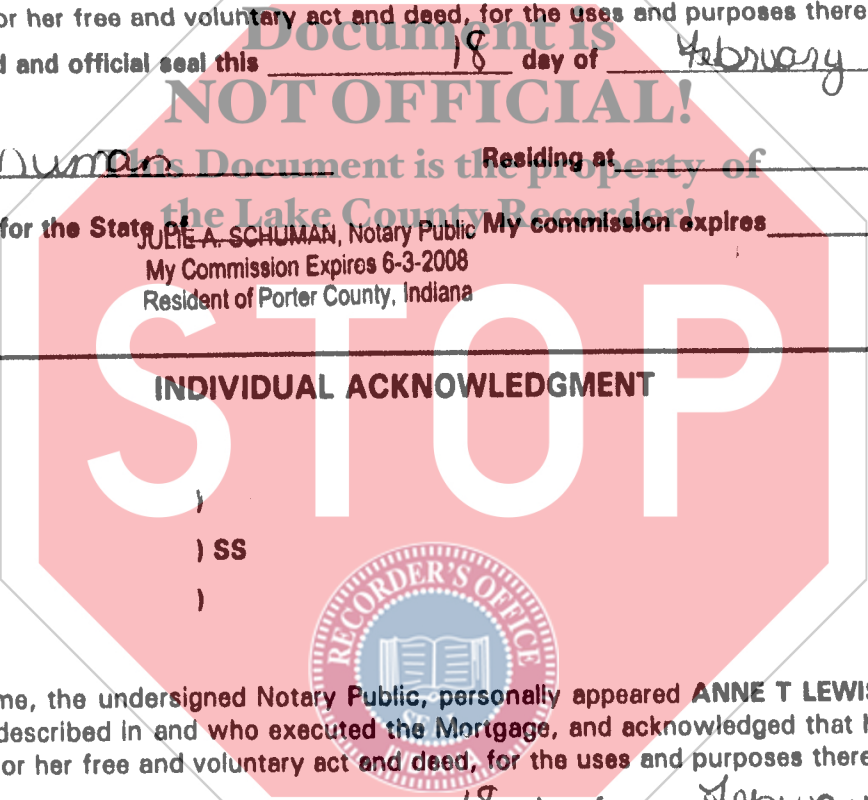 or her free and voluntary act and deed, for the uses and purposes there
Document is
d and official seal this 18 day of February
NOT OFFICIAL!
numan Residing at
This Document is the property of
the Lake County Recorder!
for the State of My commission expires
JULIE A. SCHUMAN, Notary Public
My Commission Expires 6-3-2008
Resident of Porter County, Indiana
STOP
INDIVIDUAL ACKNOWLEDGMENT
)
) SS
)
RECORDER'S OFFICE
me, the undersigned Notary Public, personally appeared ANNE T LEWIS
described in and who executed the Mortgage, and acknowledged that h
SEAL
or her free and voluntary act and deed, for the uses and purposes there
INDIANA
18 February